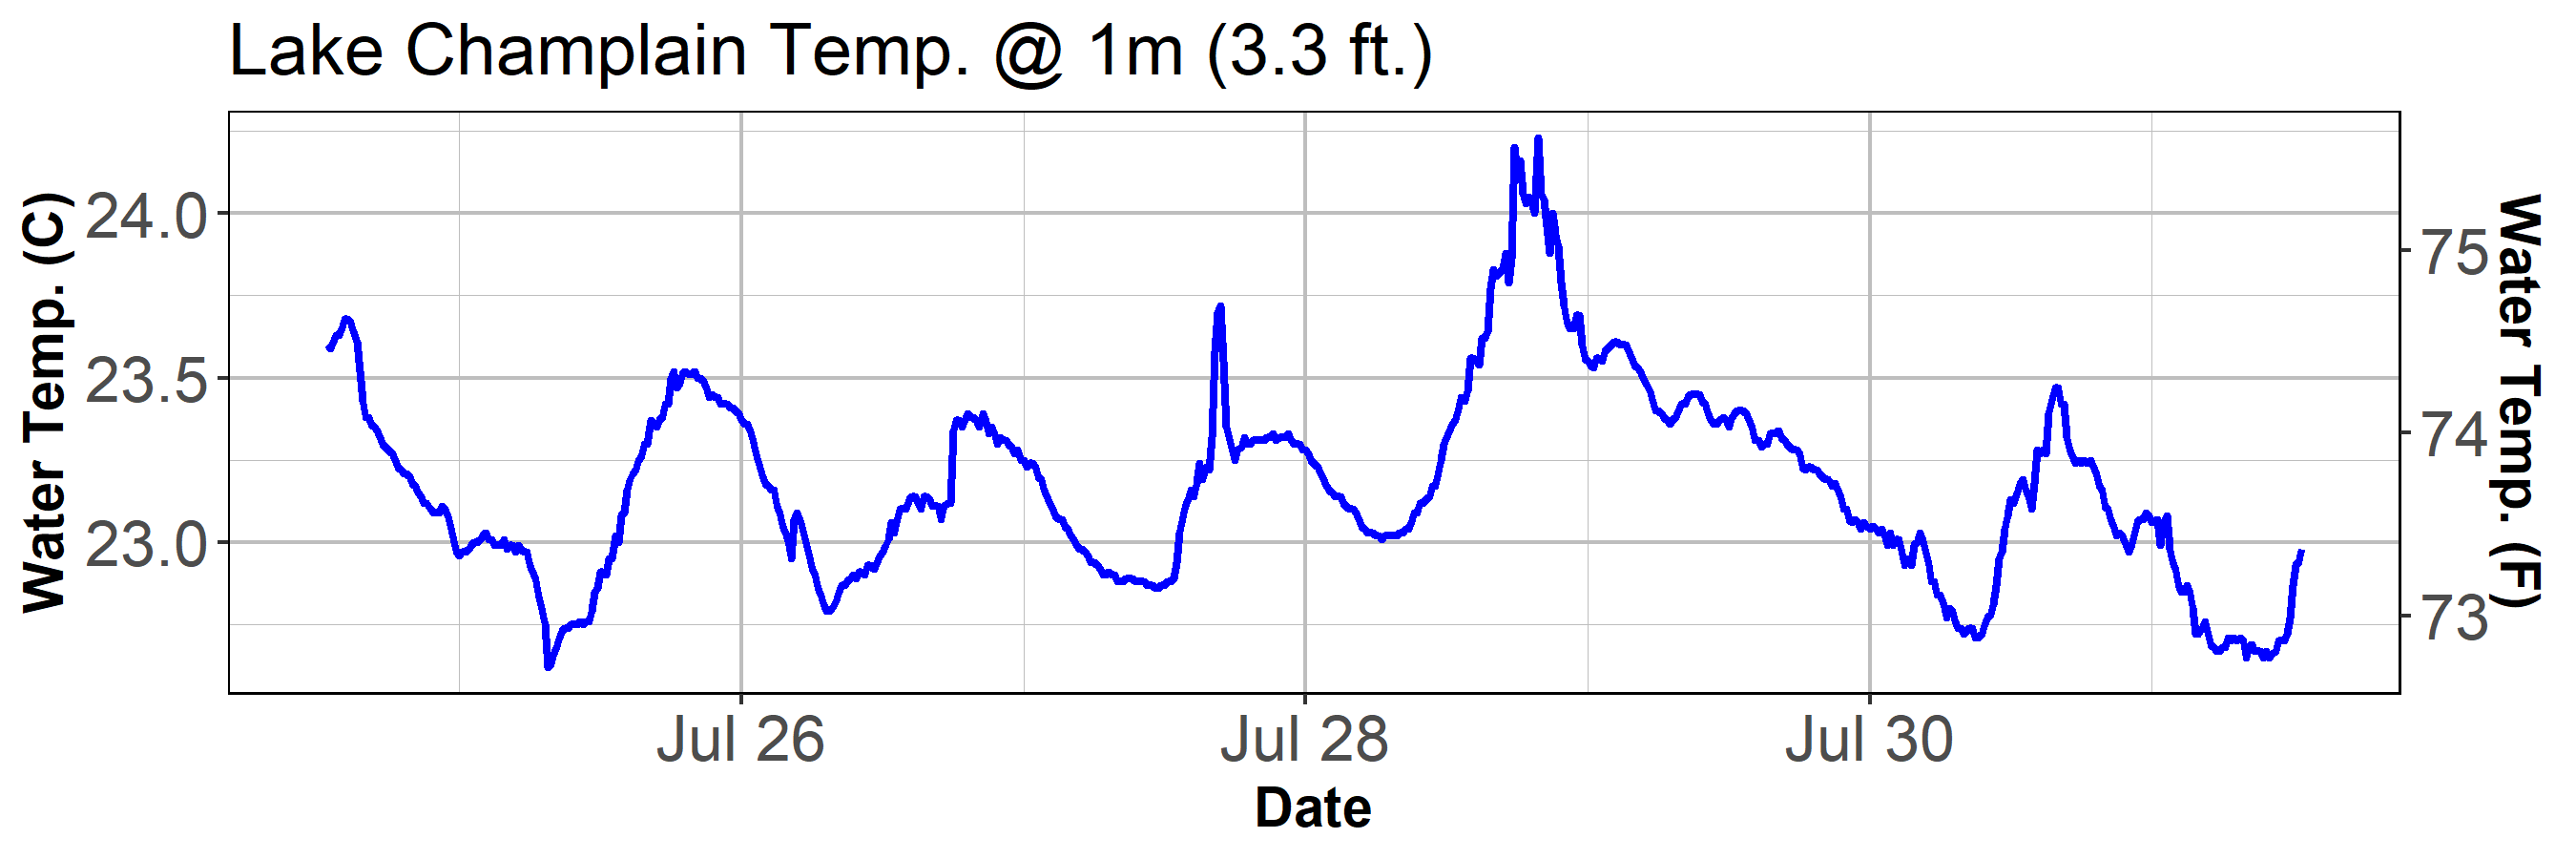 Lake Champlain Temp. @ 1m (3.3 ft.)
Water Temp. (C)
24.0
23.5
23.0
75
74
73
Water Temp. (F)
Jul 26 Jul 28 Jul 30
Date